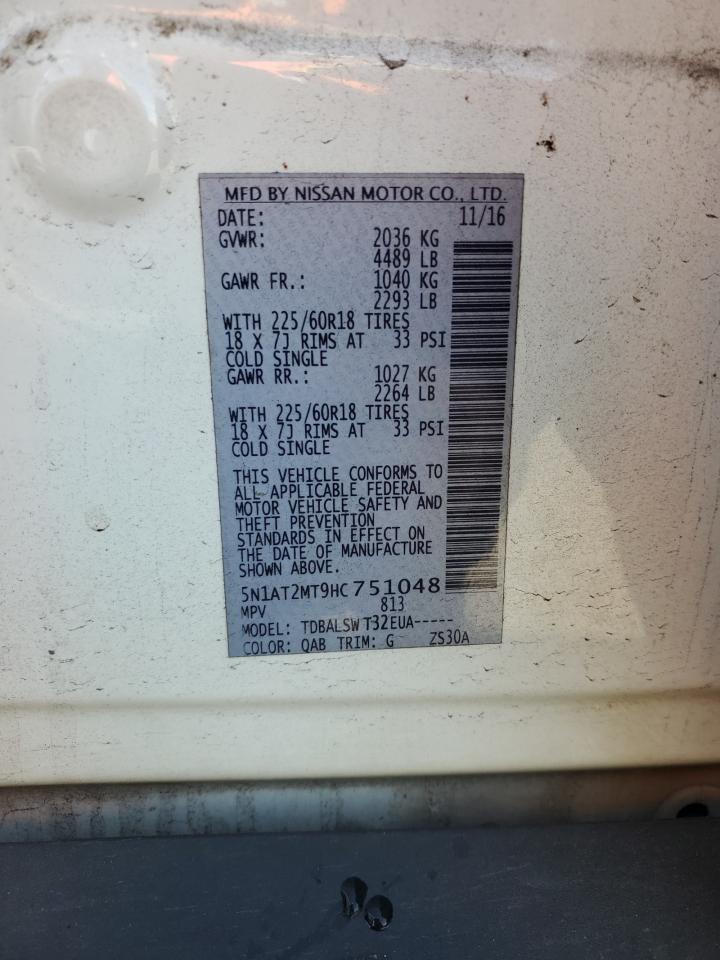 MFD BY NISSAN MOTOR CO., LTD.
DATE: 11/16
GVWR: 2036 KG
4489 LB
GAWR FR.: 1040 KG
2293 LB
WITH 225/60R18 TIRES
18 X 7J RIMS AT 33 PSI
COLD SINGLE
GAWR RR.: 1027 KG
2264 LB
WITH 225/60R18 TIRES
18 X 7J RIMS AT 33 PSI
COLD SINGLE
THIS VEHICLE CONFORMS TO
ALL APPLICABLE FEDERAL
MOTOR VEHICLE SAFETY AND
THEFT PREVENTION
STANDARDS IN EFFECT ON
THE DATE OF MANUFACTURE
SHOWN ABOVE.
5N1AT2MT9HC751048
MPV 813
MODEL: TDBALSW T32EUA-----
COLOR: QAB TRIM: G ZS30A